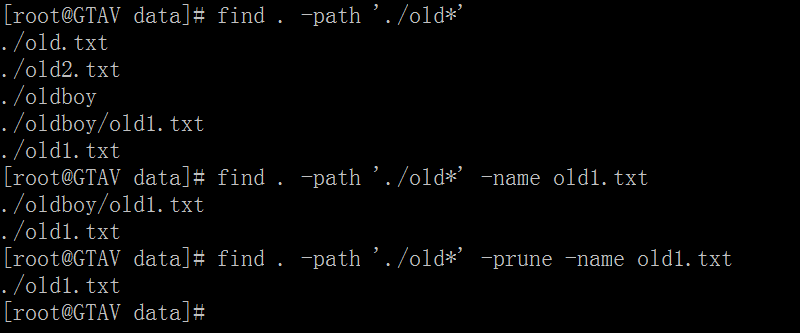 [root@GTAV data]# find . -path './old*'
./old.txt
./old2.txt
./oldboy
./oldboy/old1.txt
./old1.txt
[root@GTAV data]# find . -path './old*' -name old1.txt
./oldboy/old1.txt
./old1.txt
[root@GTAV data]# find . -path './old*' -prune -name old1.txt
./old1.txt
[root@GTAV data]#